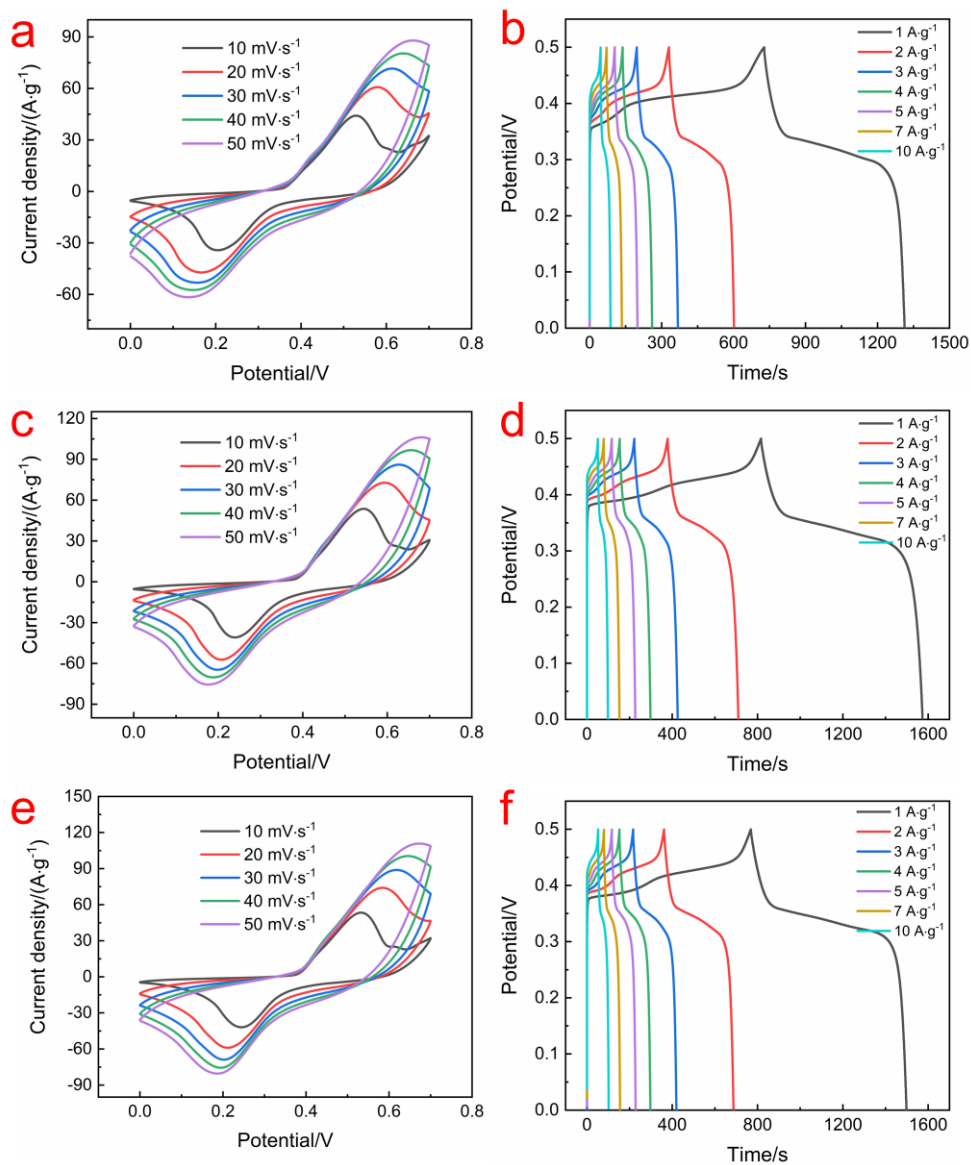 a
90
60
30
0
-30
-60
0.0 0.2 0.4 0.6 0.8
Current density/(A·g⁻¹)
Potential/V
10 mV·s⁻¹
20 mV·s⁻¹
30 mV·s⁻¹
40 mV·s⁻¹
50 mV·s⁻¹
b
0.5
0.4
0.3
0.2
0.1
0.0
0 300 600 900 1200 1500
Potential/V
Time/s
1 A·g⁻¹
2 A·g⁻¹
3 A·g⁻¹
4 A·g⁻¹
5 A·g⁻¹
7 A·g⁻¹
10 A·g⁻¹
c
120
90
60
30
0
-30
-60
-90
0.0 0.2 0.4 0.6 0.8
Current density/(A·g⁻¹)
Potential/V
10 mV·s⁻¹
20 mV·s⁻¹
30 mV·s⁻¹
40 mV·s⁻¹
50 mV·s⁻¹
d
0.5
0.4
0.3
0.2
0.1
0.0
0 400 800 1200 1600
Potential/V
Time/s
1 A·g⁻¹
2 A·g⁻¹
3 A·g⁻¹
4 A·g⁻¹
5 A·g⁻¹
7 A·g⁻¹
10 A·g⁻¹
e
150
120
90
60
30
0
-30
-60
-90
0.0 0.2 0.4 0.6 0.8
Current density/(A·g⁻¹)
Potential/V
10 mV·s⁻¹
20 mV·s⁻¹
30 mV·s⁻¹
40 mV·s⁻¹
50 mV·s⁻¹
f
0.5
0.4
0.3
0.2
0.1
0.0
0 400 800 1200 1600
Potential/V
Time/s
1 A·g⁻¹
2 A·g⁻¹
3 A·g⁻¹
4 A·g⁻¹
5 A·g⁻¹
7 A·g⁻¹
10 A·g⁻¹